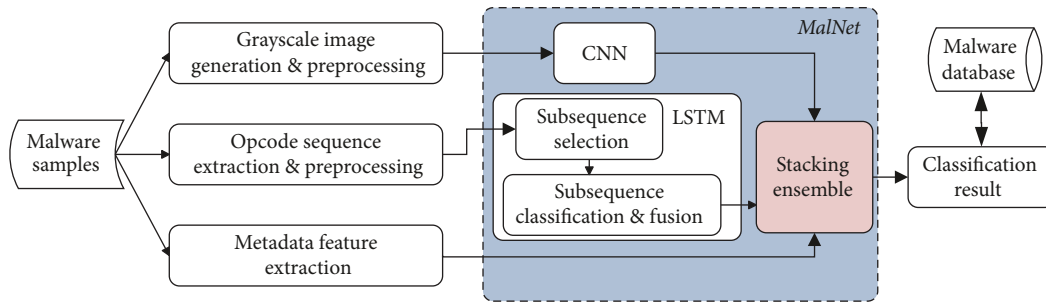 Malware
samples
Grayscale image
generation & preprocessing
Opcode sequence
extraction & preprocessing
Metadata feature
extraction
MalNet
CNN
LSTM
Subsequence
selection
Subsequence
classification & fusion
Stacking
ensemble
Malware
database
Classification
result